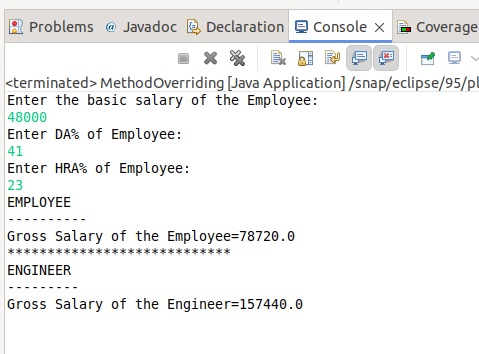 Problems @ Javadoc Declaration Console × Coverage
<terminated> MethodOverriding [Java Application] /snap/eclipse/95/pl
Enter the basic salary of the Employee:
48000
Enter DA% of Employee:
41
Enter HRA% of Employee:
23
EMPLOYEE
----------
Gross Salary of the Employee=78720.0
****************************
ENGINEER
---------
Gross Salary of the Engineer=157440.0